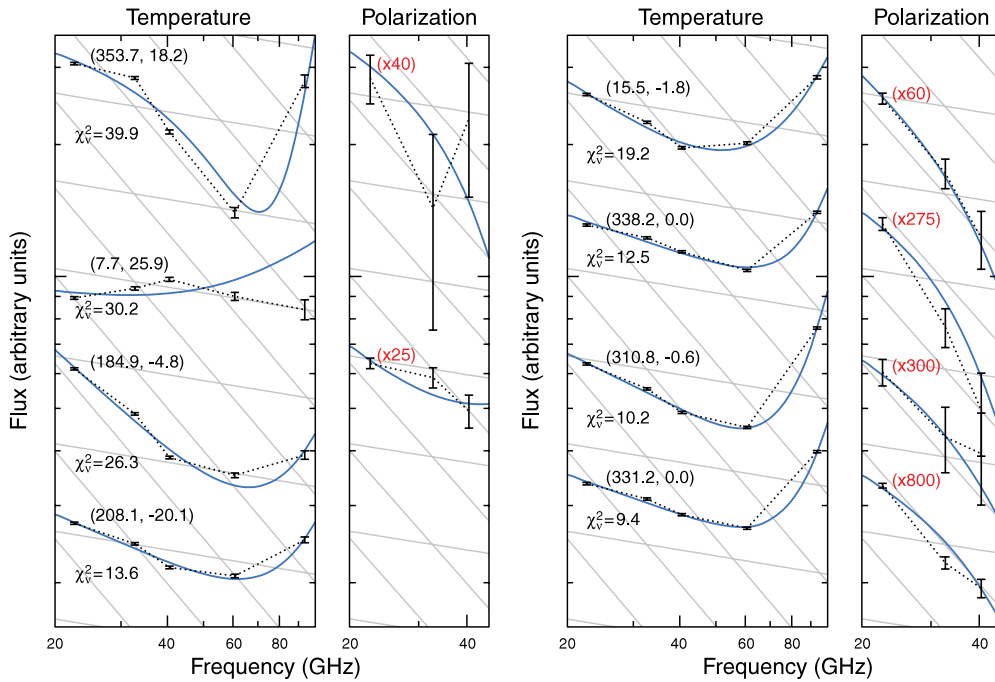 Temperature
Polarization
Temperature
Polarization
Flux (arbitrary units)
(353.7, 18.2)
χ²ᵥ=39.9
(7.7, 25.9)
χ²ᵥ=30.2
(184.9, -4.8)
χ²ᵥ=26.3
(208.1, -20.1)
χ²ᵥ=13.6
20
40
60
80
(x40)
(x25)
20
40
Frequency (GHz)
Flux (arbitrary units)
(15.5, -1.8)
χ²ᵥ=19.2
(338.2, 0.0)
χ²ᵥ=12.5
(310.8, -0.6)
χ²ᵥ=10.2
(331.2, 0.0)
χ²ᵥ=9.4
20
40
60
80
(x60)
(x275)
(x300)
(x800)
20
40
Frequency (GHz)